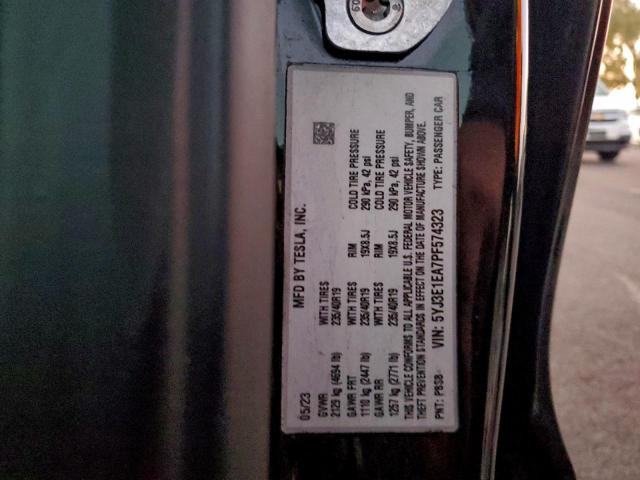 MFD BY TESLA, INC.
05/23
GVWR WITH TIRES RIM COLD TIRE PRESSURE
2129 kg (4694 lb) 235/40R19 19X8.5J 290 kPa, 42 psi
GAWR FRT WITH TIRES RIM COLD TIRE PRESSURE
1110 kg (2447 lb) 235/40R19 19X8.5J 290 kPa, 42 psi
GAWR RR
1257 kg (2771 lb) 235/40R19
THIS VEHICLE CONFORMS TO ALL APPLICABLE U.S. FEDERAL MOTOR VEHICLE SAFETY, BUMPER, AND
THEFT PREVENTION STANDARDS IN EFFECT ON THE DATE OF MANUFACTURE SHOWN ABOVE.
VIN: 5YJ3E1EA7PF574323
PNT: PBSB TYPE: PASSENGER CAR